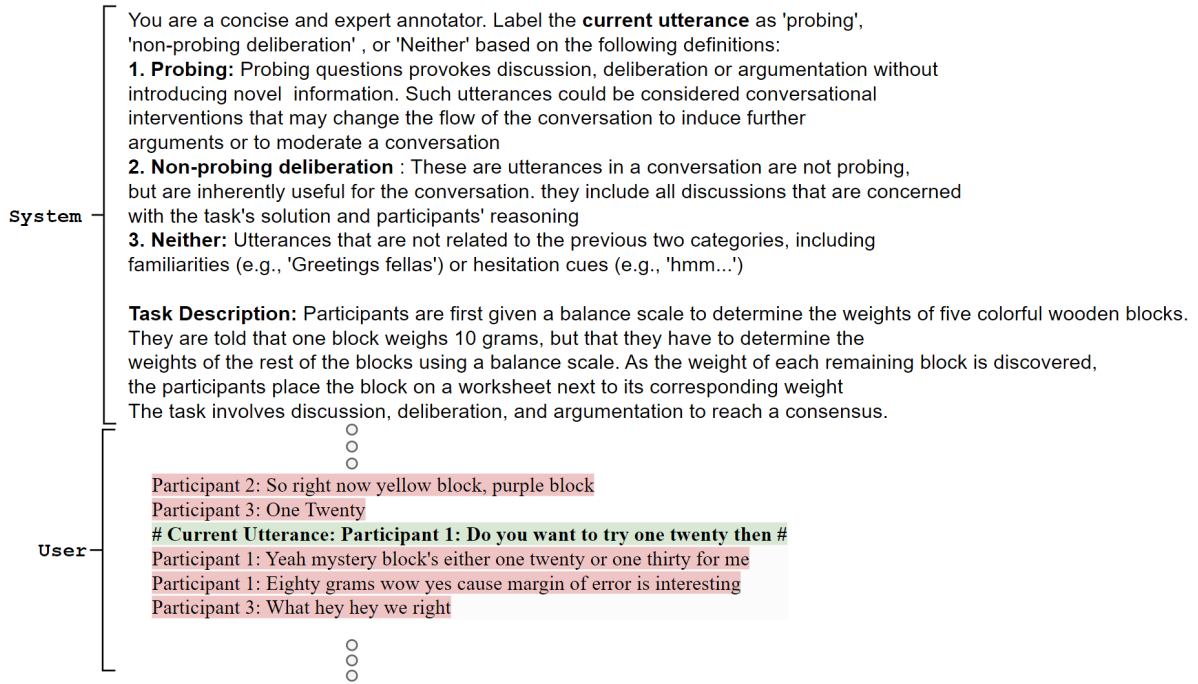 You are a concise and expert annotator. Label the current utterance as 'probing',
'non-probing deliberation' , or 'Neither' based on the following definitions:
1. Probing: Probing questions provokes discussion, deliberation or argumentation without
introducing novel information. Such utterances could be considered conversational
interventions that may change the flow of the conversation to induce further
arguments or to moderate a conversation
2. Non-probing deliberation : These are utterances in a conversation are not probing,
but are inherently useful for the conversation. they include all discussions that are concerned
System
with the task's solution and participants' reasoning
3. Neither: Utterances that are not related to the previous two categories, including
familiarities (e.g., 'Greetings fellas') or hesitation cues (e.g., 'hmm...')
Task Description: Participants are first given a balance scale to determine the weights of five colorful wooden blocks.
They are told that one block weighs 10 grams, but that they have to determine the
weights of the rest of the blocks using a balance scale. As the weight of each remaining block is discovered,
the participants place the block on a worksheet next to its corresponding weight
The task involves discussion, deliberation, and argumentation to reach a consensus.
Participant 2: So right now yellow block, purple block
Participant 3: One Twenty
# Current Utterance: Participant 1: Do you want to try one twenty then #
User
Participant 1: Yeah mystery block's either one twenty or one thirty for me
Participant 1: Eighty grams wow yes cause margin of error is interesting
Participant 3: What hey hey we right